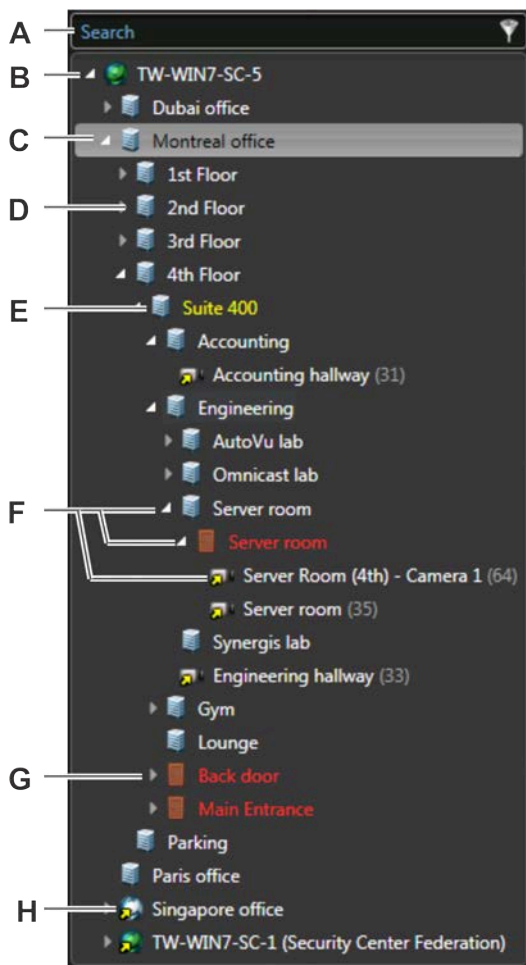 A Search
B TW-WIN7-SC-5
Dubai office
C Montreal office
1st Floor
D 2nd Floor
3rd Floor
4th Floor
E Suite 400
Accounting
Accounting hallway (31)
Engineering
AutoVu lab
Omnicast lab
F Server room
Server room
Server Room (4th) - Camera 1 (64)
Server room (35)
Synergis lab
Engineering hallway (33)
Gym
Lounge
G Back door
Main Entrance
Parking
Paris office
H Singapore office
TW-WIN7-SC-1 (Security Center Federation)